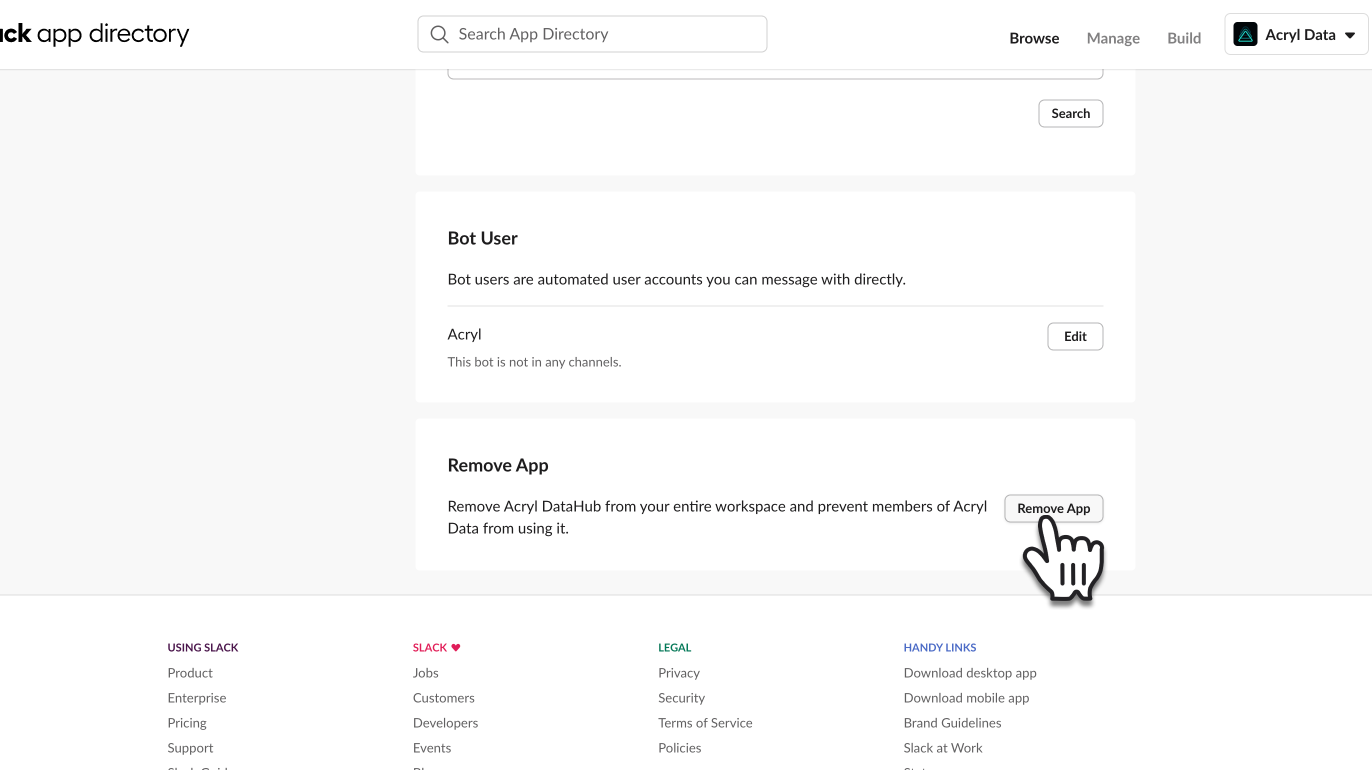 ck app directory
Search App Directory
Browse
Manage
Build
Acryl Data
Search
Bot User
Bot users are automated user accounts you can message with directly.
Acryl
Edit
This bot is not in any channels.
Remove App
Remove Acryl DataHub from your entire workspace and prevent members of Acryl
Data from using it.
Remove App
USING SLACK
Product
Enterprise
Pricing
Support
SLACK
Jobs
Customers
Developers
Events
LEGAL
Privacy
Security
Terms of Service
Policies
HANDY LINKS
Download desktop app
Download mobile app
Brand Guidelines
Slack at Work